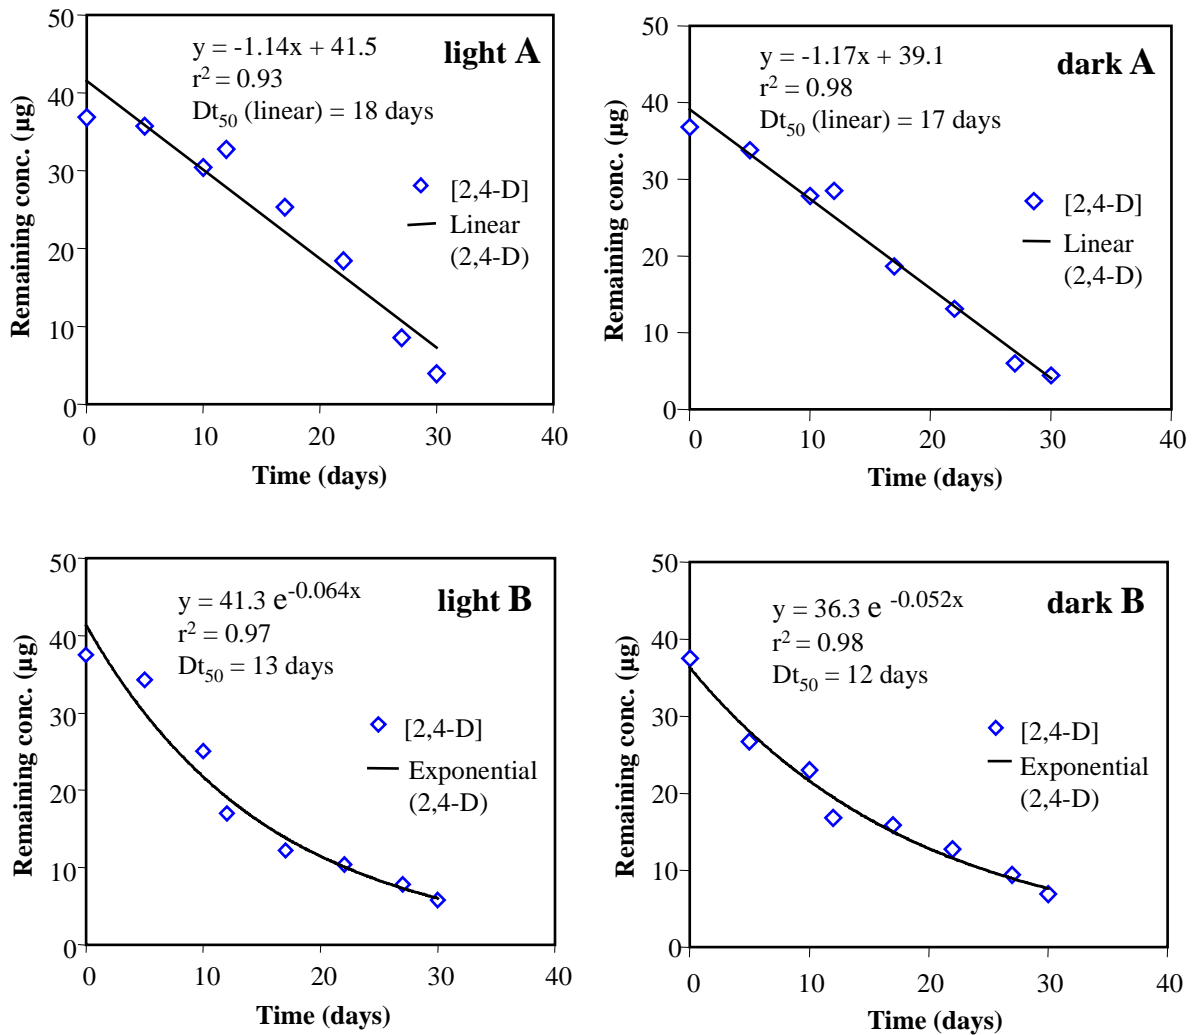 light A
y = -1.14x + 41.5
r² = 0.93
Dt₅₀ (linear) = 18 days
[2,4-D]
Linear
(2,4-D)
Remaining conc. (µg)
50
40
30
20
10
0
0 10 20 30 40
Time (days)
dark A
y = -1.17x + 39.1
r² = 0.98
Dt₅₀ (linear) = 17 days
[2,4-D]
Linear
(2,4-D)
Remaining conc. (µg)
50
40
30
20
10
0
0 10 20 30 40
Time (days)
light B
y = 41.3 e^-0.064x
r² = 0.97
Dt₅₀ = 13 days
[2,4-D]
Exponential
(2,4-D)
Remaining conc. (µg)
50
40
30
20
10
0
0 10 20 30 40
Time (days)
dark B
y = 36.3 e^-0.052x
r² = 0.98
Dt₅₀ = 12 days
[2,4-D]
Exponential
(2,4-D)
Remaining conc. (µg)
50
40
30
20
10
0
0 10 20 30 40
Time (days)